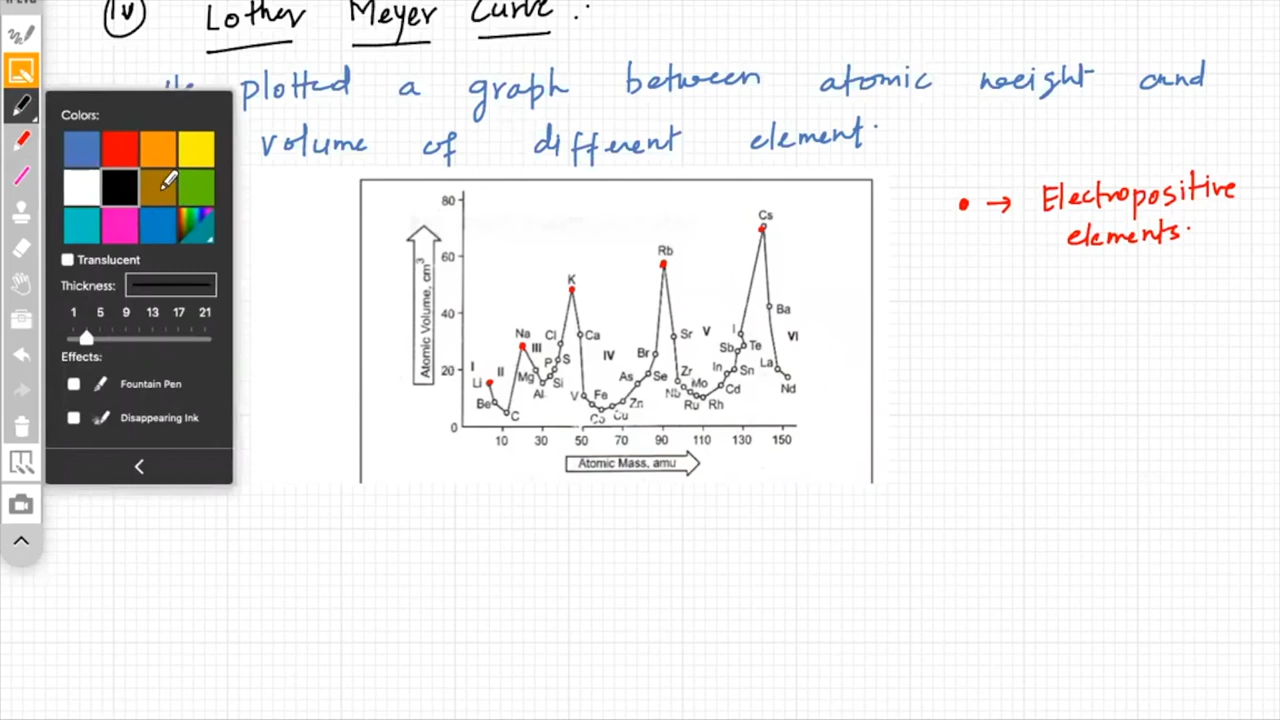 iv Lother Meyer Curve :
plotted a graph between atomic weight and
volume of different element.
Colors:
Translucent
Thickness:
1 5 9 13 17 21
Effects:
Fountain Pen
Disappearing Ink
• → Electropositive
elements.
80
60
40
20
0
Atomic Volume, cm³
I
II
III
IV
V
VI
Li
Be
C
Na
Mg
Al
Si
P
S
Cl
K
Ca
V
Fe
Co
Cu
Zn
As
Se
Br
Rb
Sr
Zr
Nb
Mo
Ru
Rh
Cd
In
Sn
Sb
Te
I
Cs
Ba
La
Nd
10 30 50 70 90 110 130 150
Atomic Mass, amu